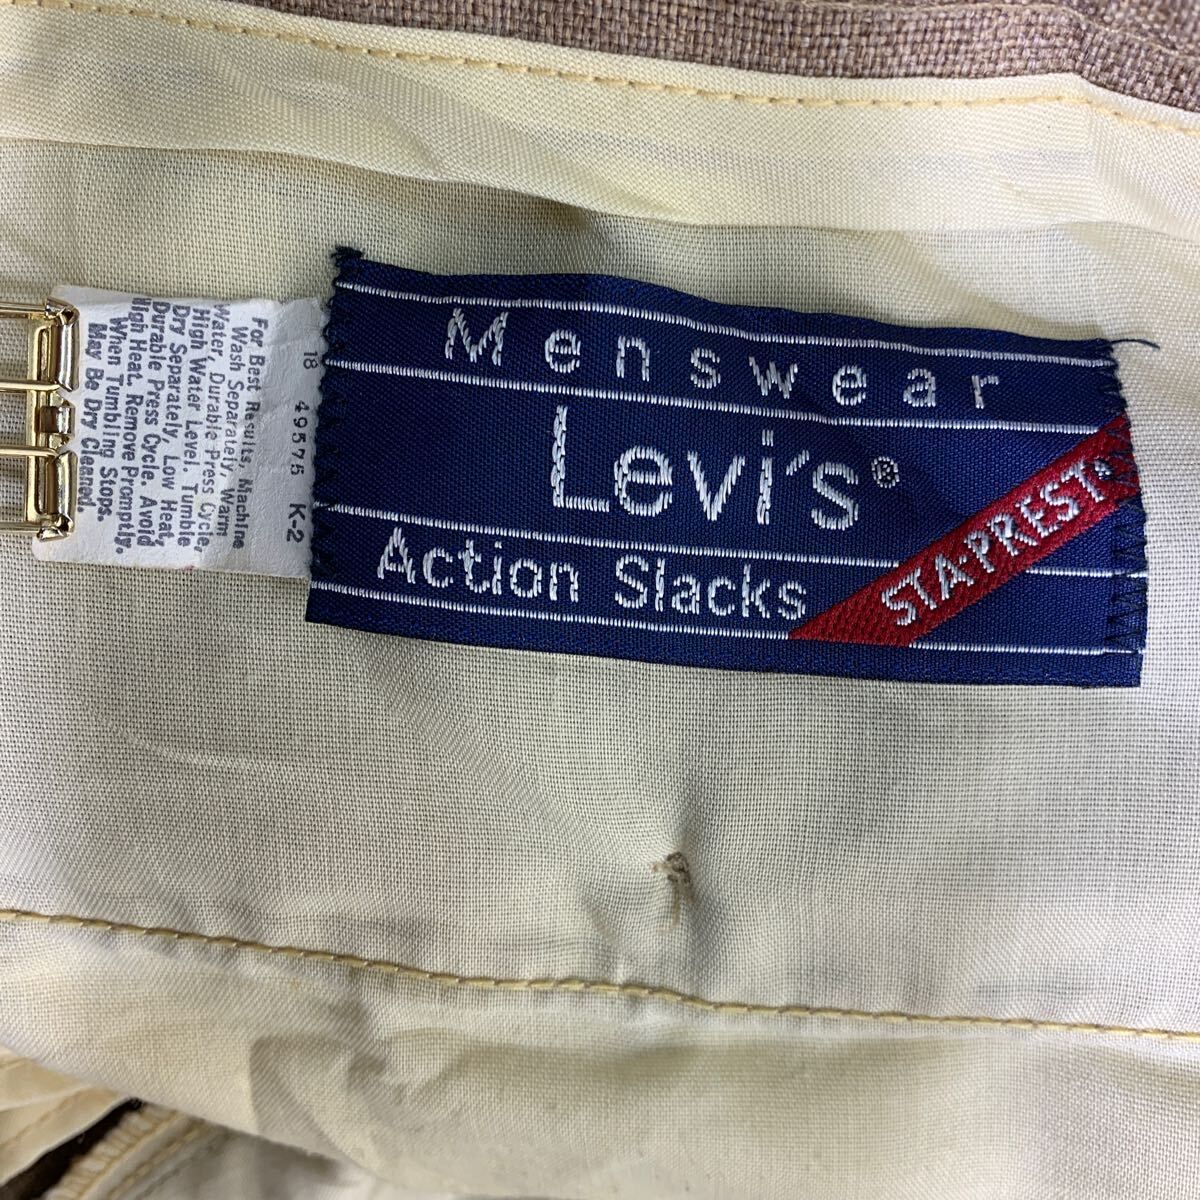 Menswear
Levi's®
Action Slacks
STA·PREST®
For Best Results, Machine
Wash Separately, Warm
Water, Durable Press Cycle,
High Water Level. Tumble
Dry Separately, Low Heat,
Durable Press Cycle. Avoid
High Heat. Remove Promptly.
When Tumbling Stops.
May Be Dry Cleaned.
18 49575 K-2